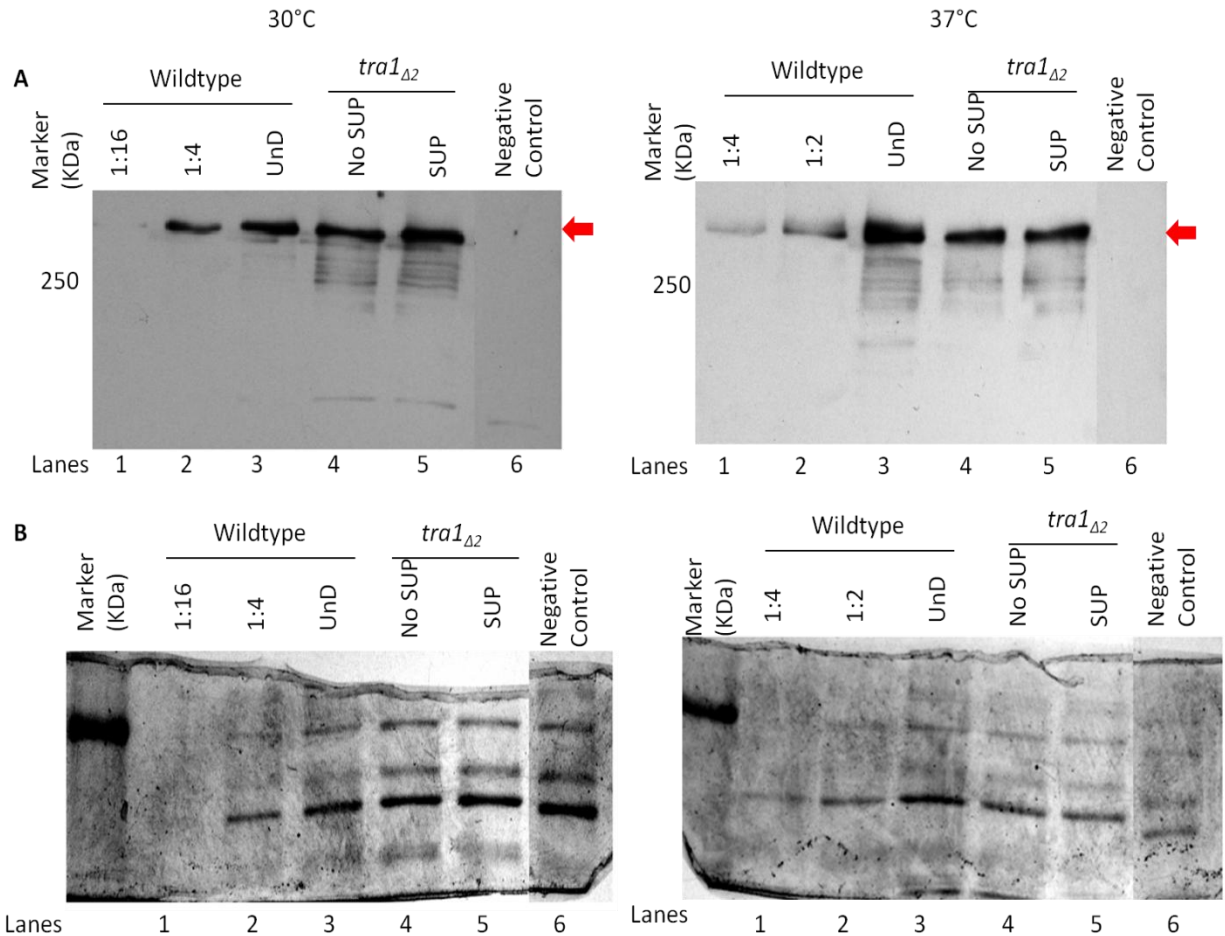 30°C
37°C
A
Marker
(KDa)
Wildtype
1:16
1:4
UnD
tra1Δ2
No SUP
SUP
Negative
Control
250
Lanes 1 2 3 4 5 6
Marker
(KDa)
Wildtype
1:4
1:2
UnD
tra1Δ2
No SUP
SUP
Negative
Control
250
Lanes 1 2 3 4 5 6
B
Marker
(KDa)
Wildtype
1:16
1:4
UnD
tra1Δ2
No SUP
SUP
Negative
Control
Lanes 1 2 3 4 5 6
Marker
(KDa)
Wildtype
1:4
1:2
UnD
tra1Δ2
No SUP
SUP
Negative
Control
Lanes 1 2 3 4 5 6